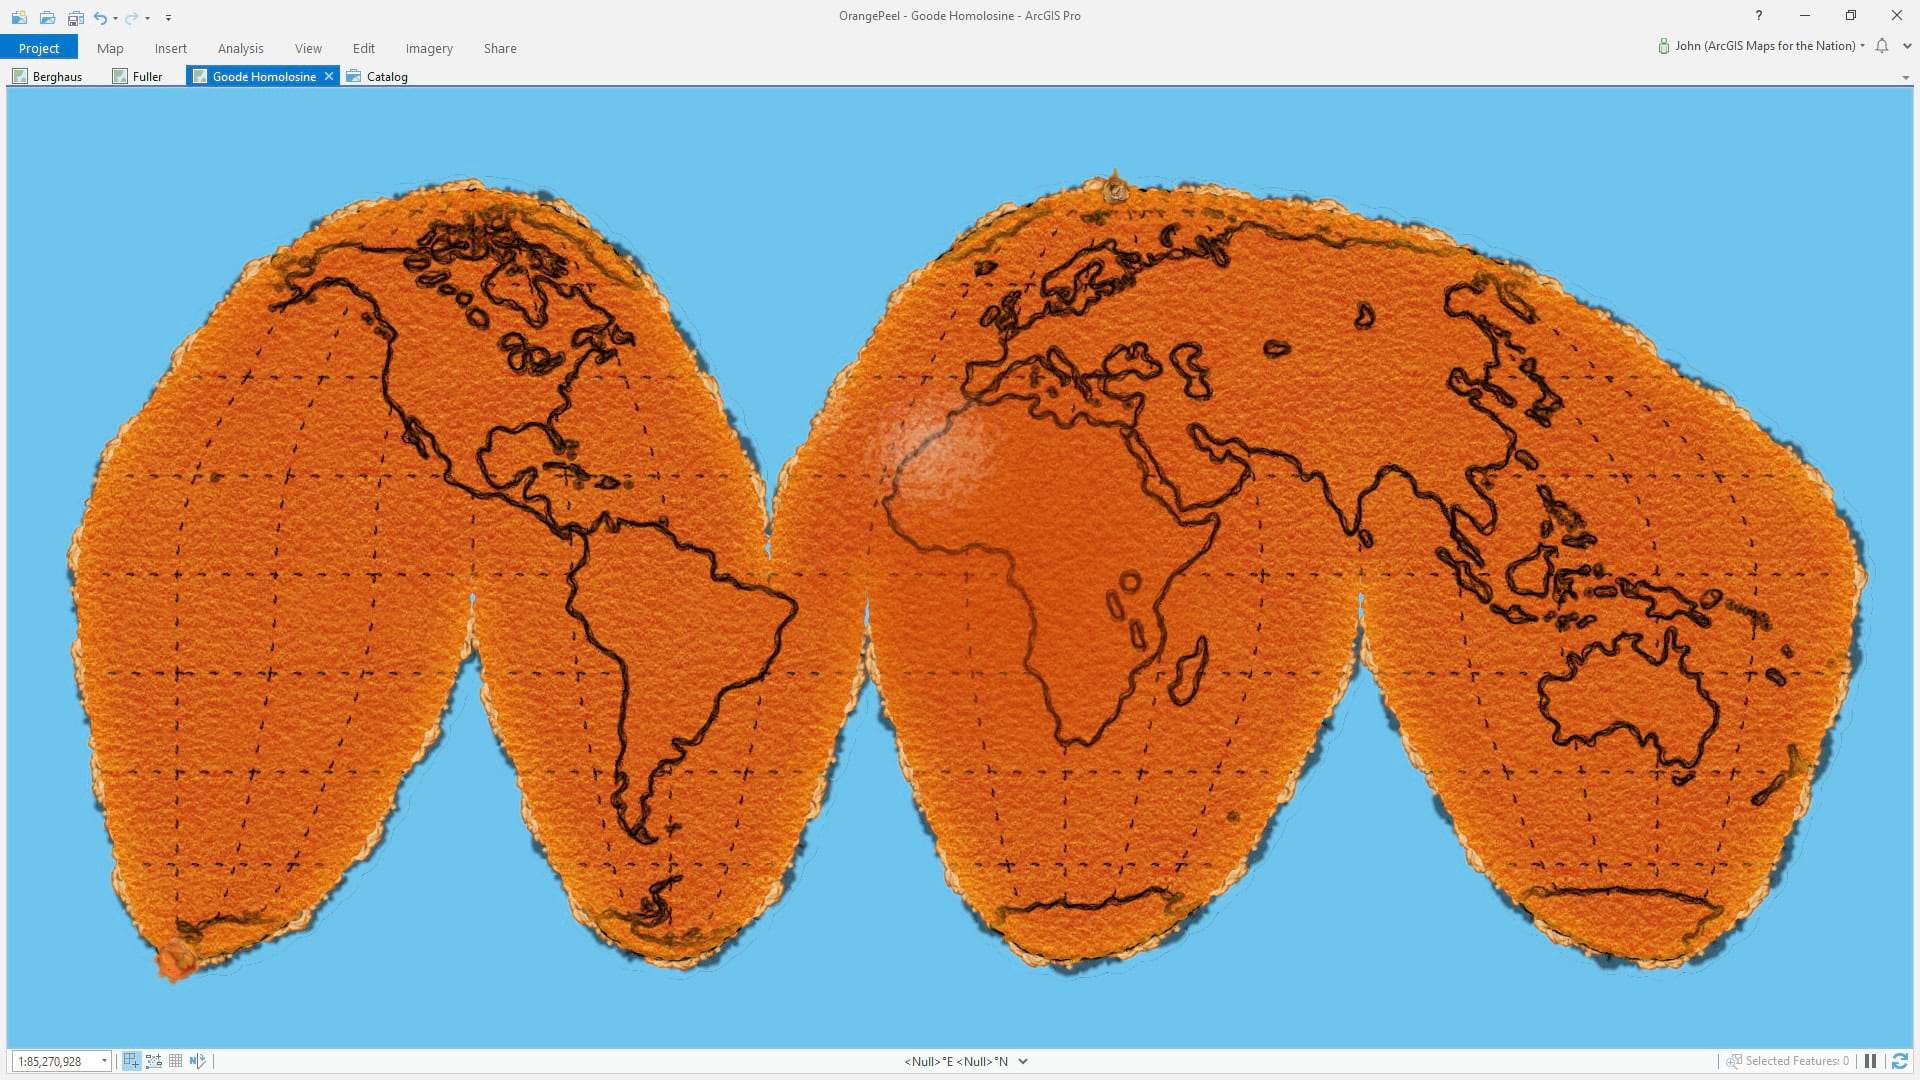 OrangePeel - Goode Homolosine - ArcGIS Pro
?
Project Map Insert Analysis View Edit Imagery Share
John (ArcGIS Maps for the Nation)
Berghaus Fuller Goode Homolosine Catalog
1:85,270,928
<Null>°E <Null>°N
Selected Features: 0